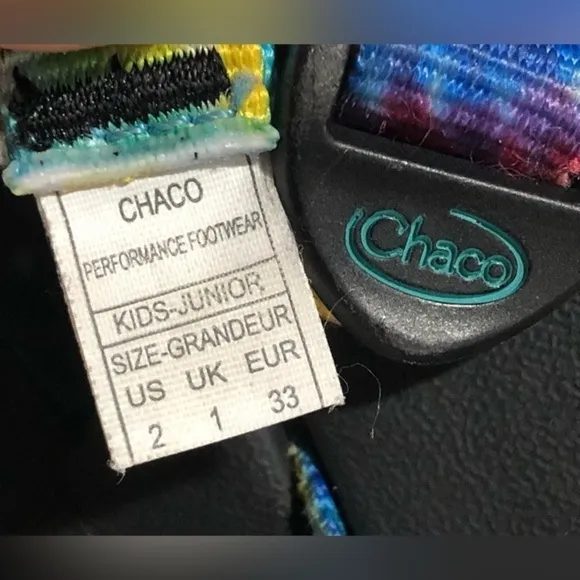 CHACO
PERFORMANCE FOOTWEAR
KIDS-JUNIOR
SIZE-GRANDEUR
US UK EUR
2 1 33
Chaco